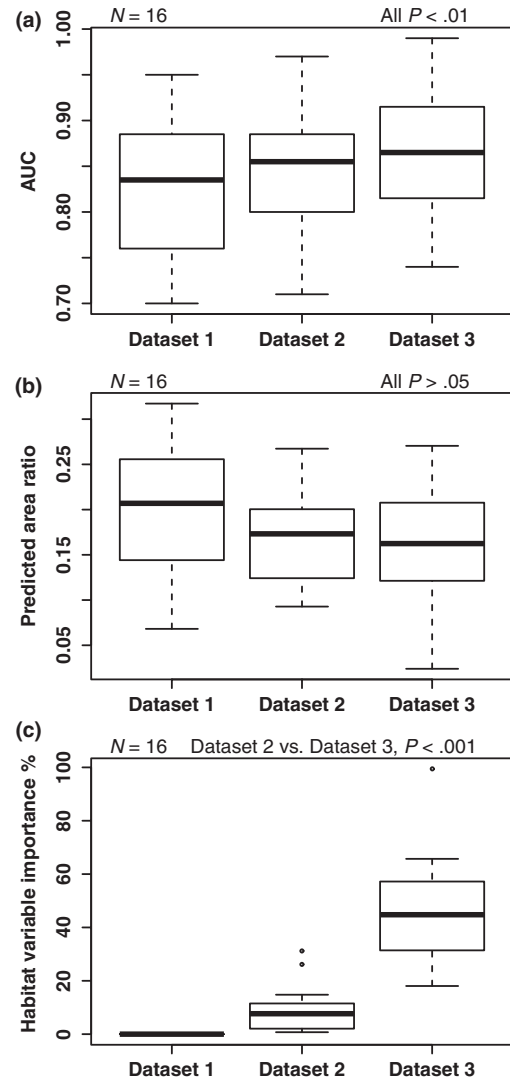 (a)
N = 16 All P < .01
AUC
1.00
0.90
0.80
0.70
Dataset 1 Dataset 2 Dataset 3
(b)
N = 16 All P > .05
Predicted area ratio
0.25
0.15
0.05
Dataset 1 Dataset 2 Dataset 3
(c)
N = 16 Dataset 2 vs. Dataset 3, P < .001
Habitat variable importance %
100
80
60
40
20
0
Dataset 1 Dataset 2 Dataset 3